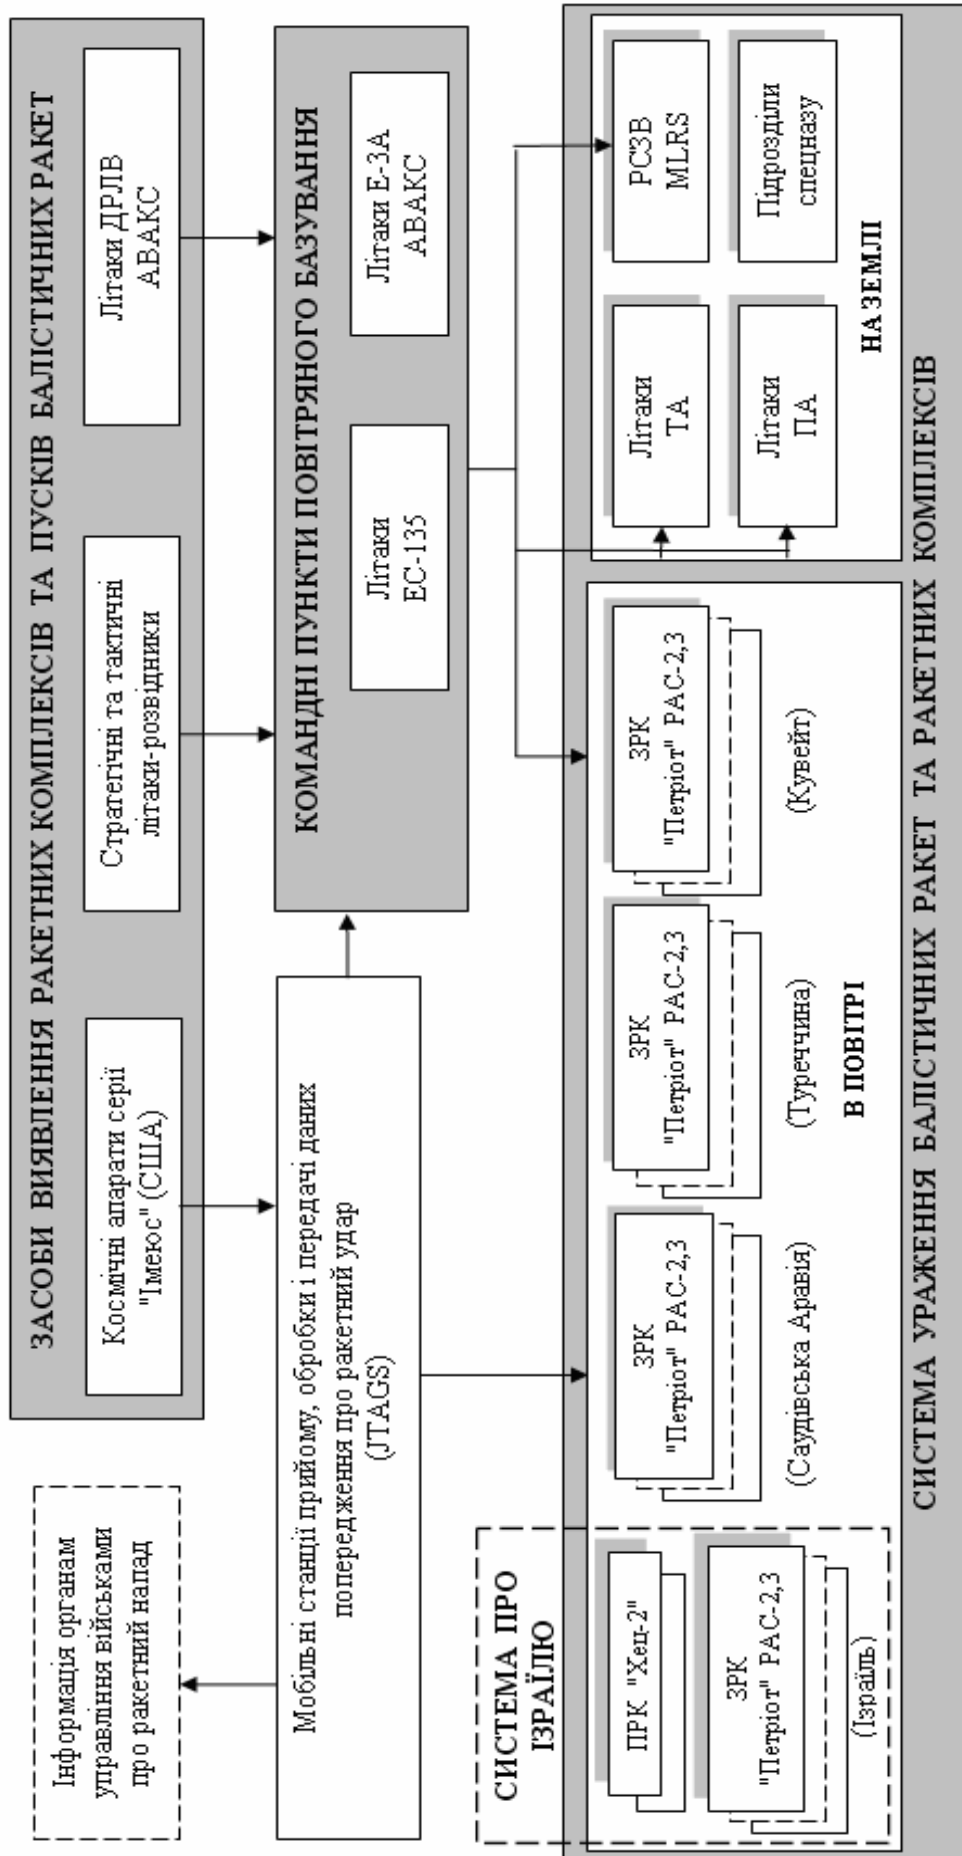 ЗАСОБИ ВИЯВЛЕННЯ РАКЕТНИХ КОМПЛЕКСІВ ТА ПУСКІВ БАЛІСТИЧНИХ РАКЕТ
Інформація органам
управління військами
про ракетний напад
Космічні апарати серії
"Імеюс" (США)
Стратегічні та тактичні
літаки-розвідники
Літаки ДРЛВ
АВАКС
Мобільні станції прийому, обробки і передачі даних
попередження про ракетний удар
(JTAGS)
КОМАНДНІ ПУНКТИ ПОВІТРЯНОГО БАЗУВАННЯ
Літаки
ЕС-135
Літаки Е-3А
АВАКС
СИСТЕМА ПРО
ІЗРАЇЛЮ
ПРК "Хец-2"
ЗРК
"Петріот" РАС-2,3
(Ізраїль)
ЗРК
"Петріот" РАС-2,3
(Саудівська Аравія)
ЗРК
"Петріот" РАС-2,3
(Туреччина)
ЗРК
"Петріот" РАС-2,3
(Кувейт)
В ПОВІТРІ
Літаки
ТА
РСЗВ
MLRS
Літаки
ПА
Підрозділи
спецназу
НА ЗЕМЛІ
СИСТЕМА УРАЖЕННЯ БАЛІСТИЧНИХ РАКЕТ ТА РАКЕТНИХ КОМПЛЕКСІВ